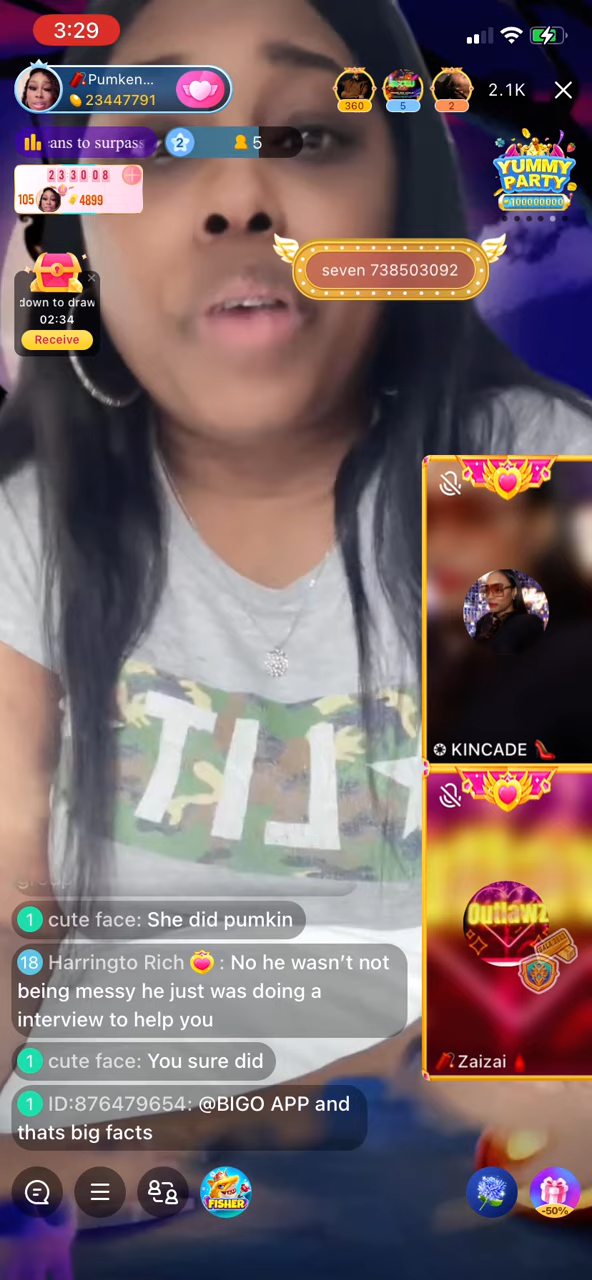 3:29
Pumken...
23447791
360
5
2
2.1K
ans to surpass
2
5
YUMMY
PARTY
100000000
233008
105
4899
seven 738503092
down to draw
02:34
Receive
KINCADE
TIJ
group
1 cute face: She did pumkin
18 Harringto Rich : No he wasn’t not
being messy he just was doing a
interview to help you
1 cute face: You sure did
1 ID:876479654: @BIGO APP and
thats big facts
Outlawz
Zaizai
FISHER
-50%